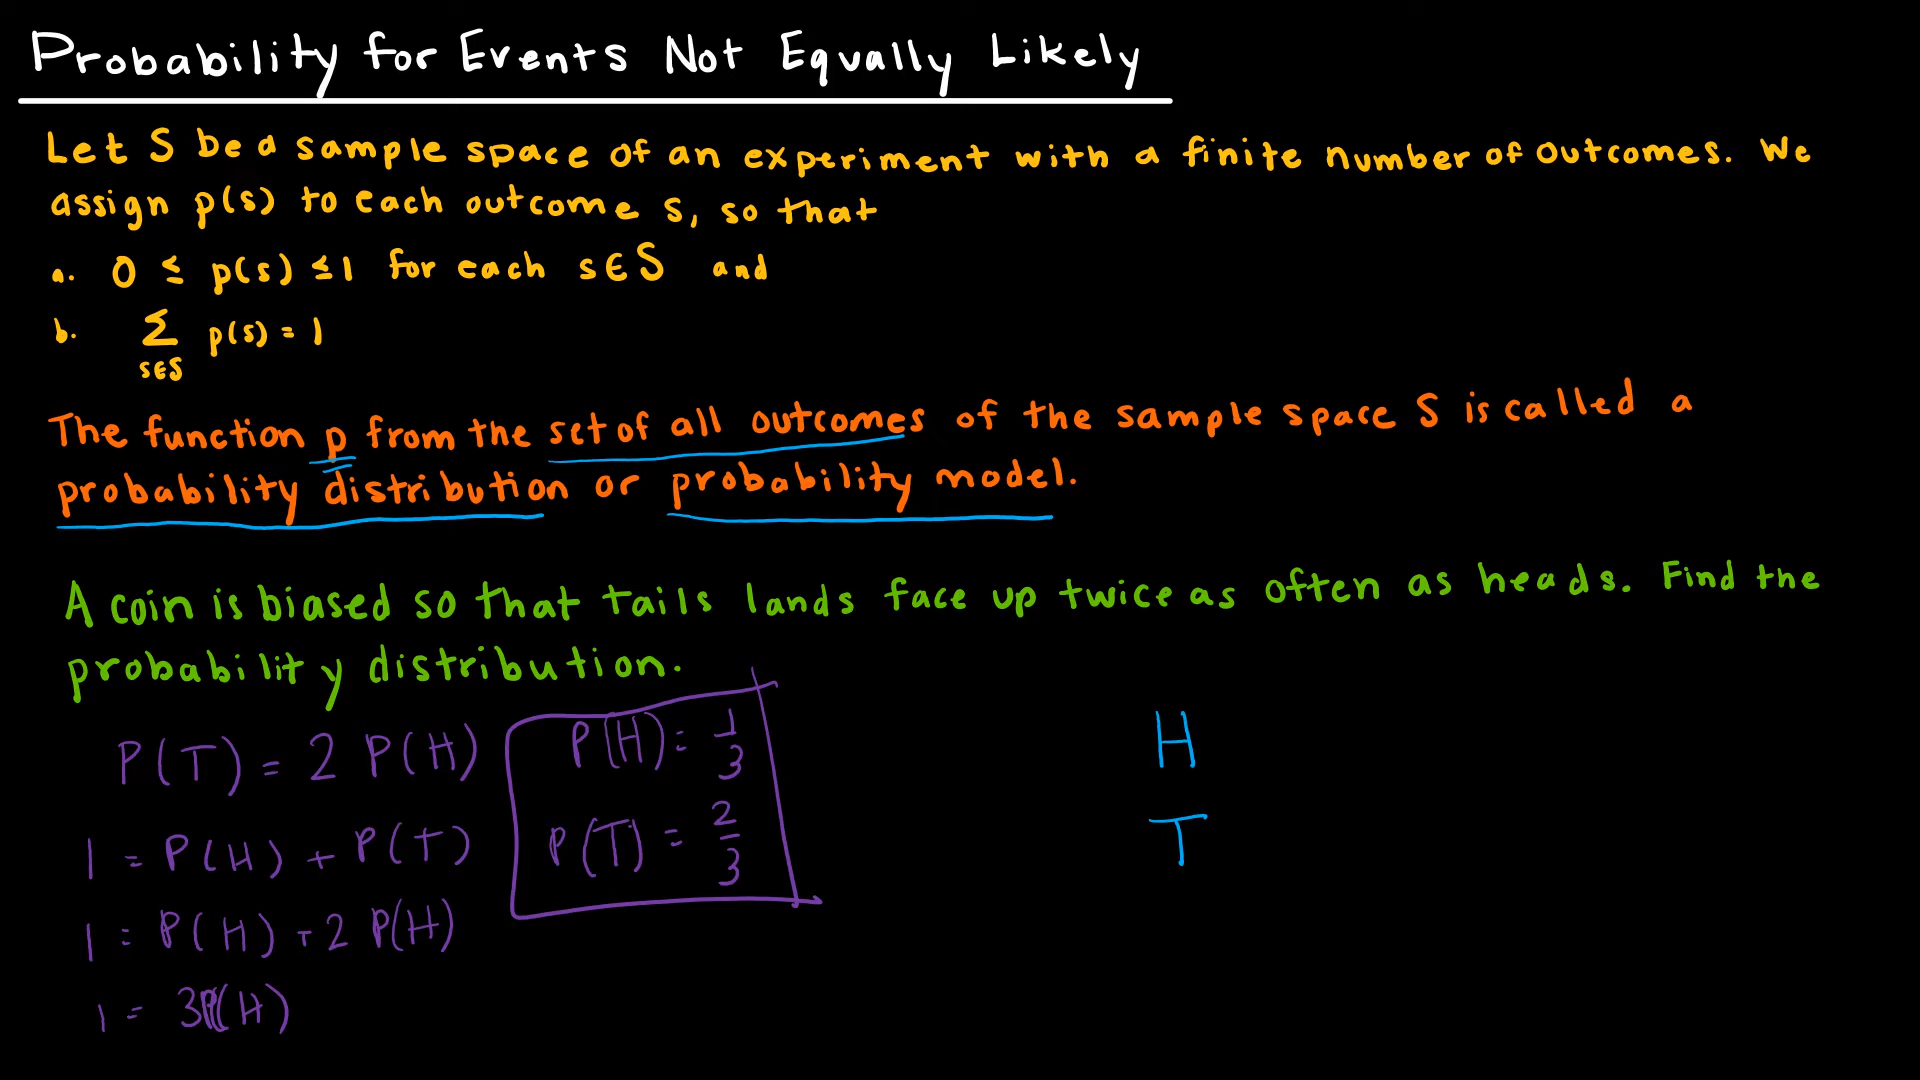 Probability for Events Not Equally Likely
Let S be a sample space of an experiment with a finite number of outcomes. We
assign p(s) to each outcome s, so that
a. 0 ≤ p(s) ≤ 1 for each s∈S and
b. Σ p(s) = 1
s∈S
The function p from the set of all outcomes of the sample space S is called a
probability distribution or probability model.
A coin is biased so that tails lands face up twice as often as heads. Find the
probability distribution.
P(T) = 2 P(H)
1 = P(H) + P(T)
1 = P(H) + 2 P(H)
1 = 3P(H)
P(H) = 1/3
P(T) = 2/3
H
T